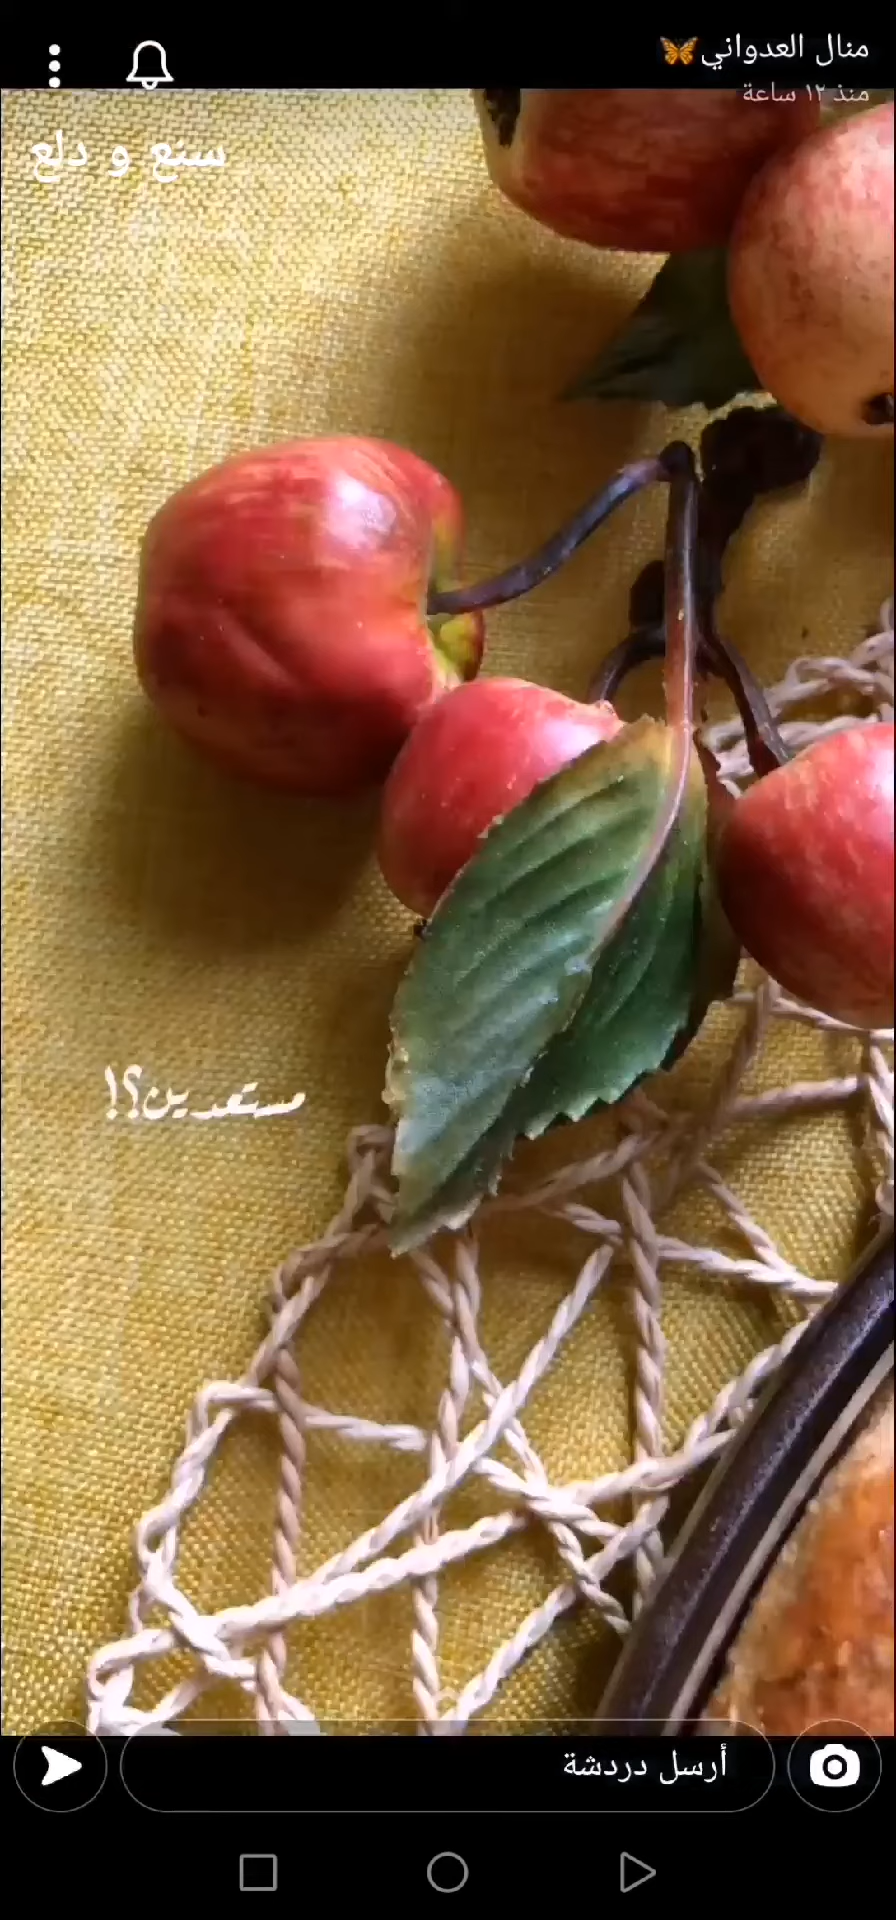 منال العدواني🦋
منذ ١٢ ساعة
سنع و دلع
مستعدين؟!
أرسل دردشة